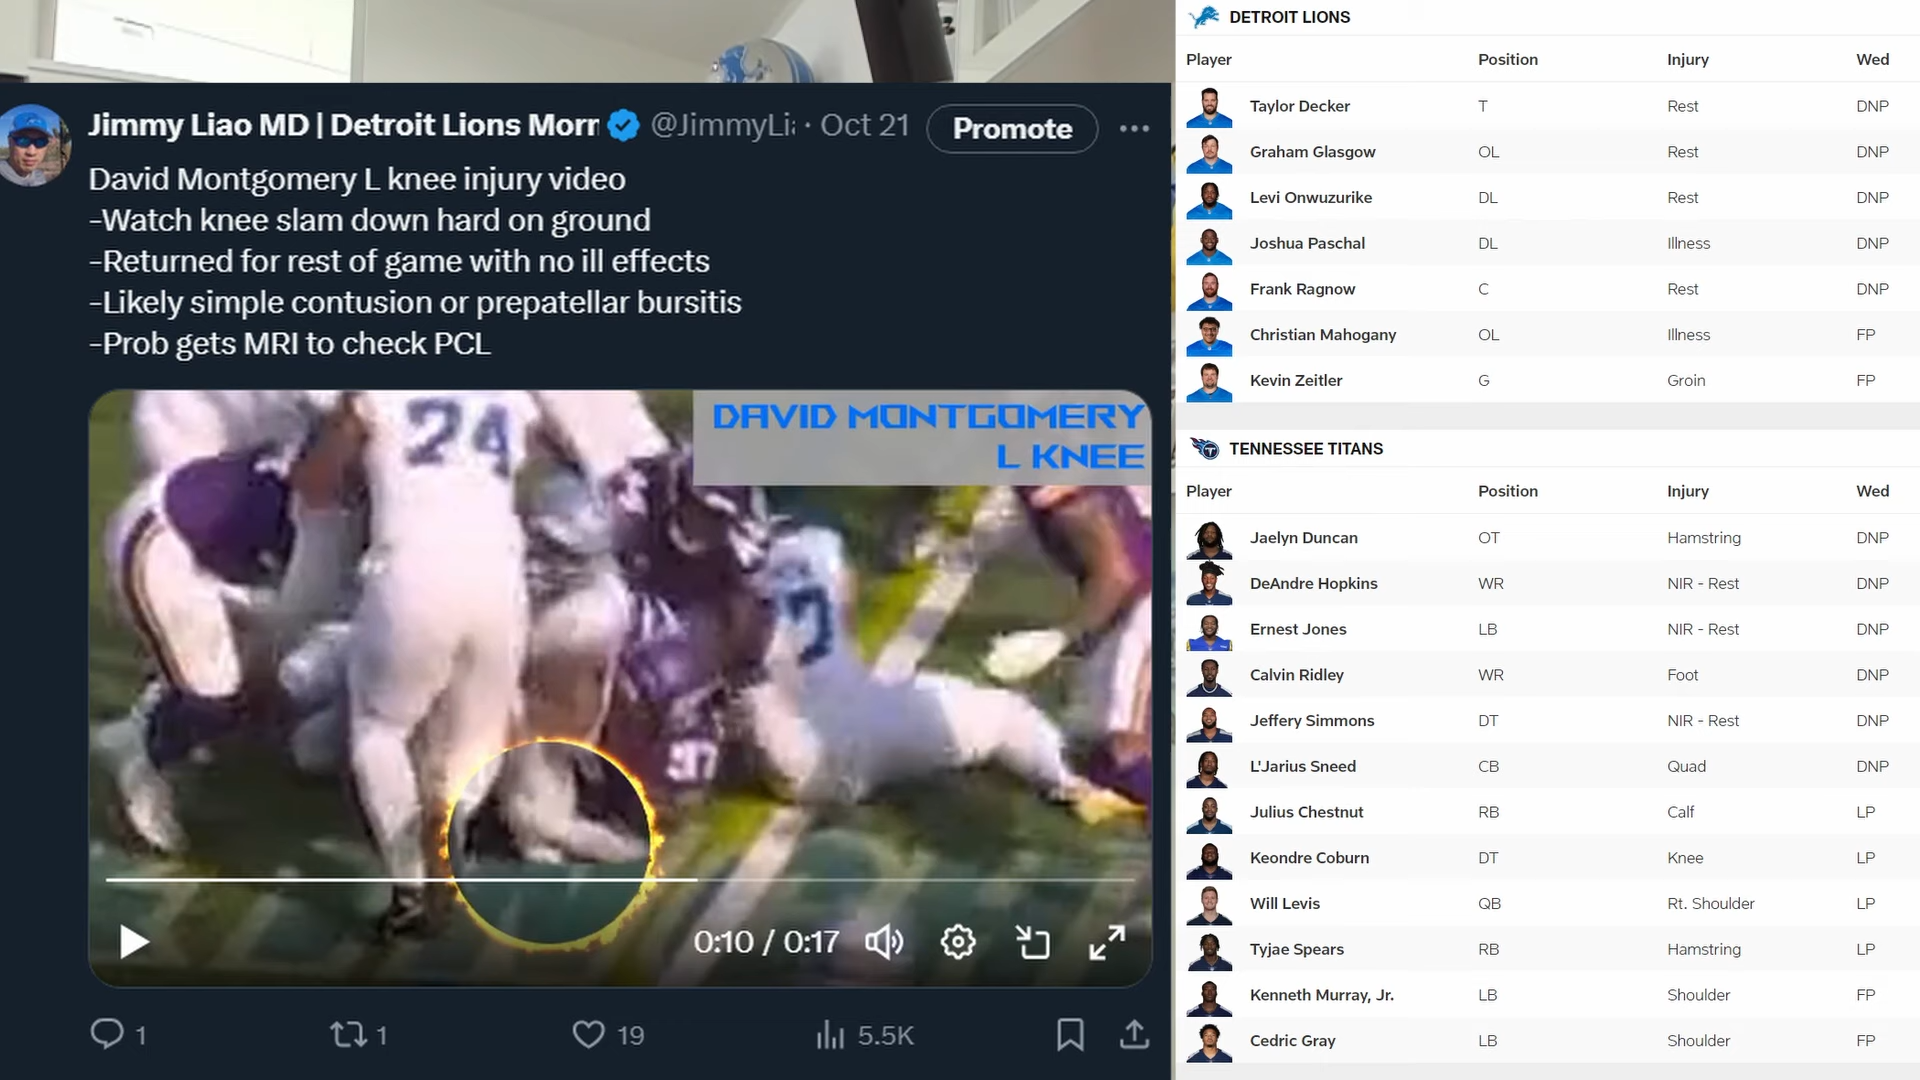 Jimmy Liao MD | Detroit Lions Morr @JimmyLi · Oct 21 Promote
David Montgomery L knee injury video
-Watch knee slam down hard on ground
-Returned for rest of game with no ill effects
-Likely simple contusion or prepatellar bursitis
-Prob gets MRI to check PCL
DAVID MONTGOMERY
L KNEE
24
97
0:10 / 0:17
1 1 19 5.5K
DETROIT LIONS
Player Position Injury Wed
Taylor Decker T Rest DNP
Graham Glasgow OL Rest DNP
Levi Onwuzurike DL Rest DNP
Joshua Paschal DL Illness DNP
Frank Ragnow C Rest DNP
Christian Mahogany OL Illness FP
Kevin Zeitler G Groin FP
TENNESSEE TITANS
Player Position Injury Wed
Jaelyn Duncan OT Hamstring DNP
DeAndre Hopkins WR NIR - Rest DNP
Ernest Jones LB NIR - Rest DNP
Calvin Ridley WR Foot DNP
Jeffery Simmons DT NIR - Rest DNP
L'Jarius Sneed CB Quad DNP
Julius Chestnut RB Calf LP
Keondre Coburn DT Knee LP
Will Levis QB Rt. Shoulder LP
Tyjae Spears RB Hamstring LP
Kenneth Murray, Jr. LB Shoulder FP
Cedric Gray LB Shoulder FP